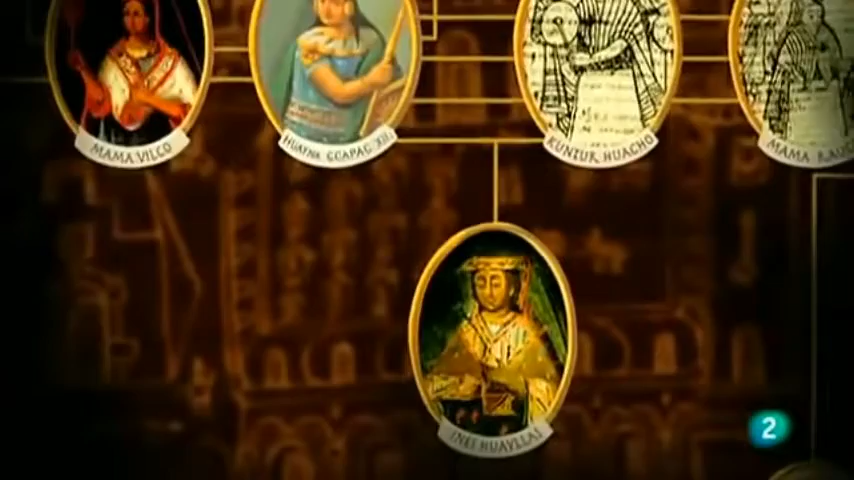 MAMA VILCO
HUAYNA CCAPAC XII
KUNTUR HUACHO
MAMA
INES HUAYLLAS
2